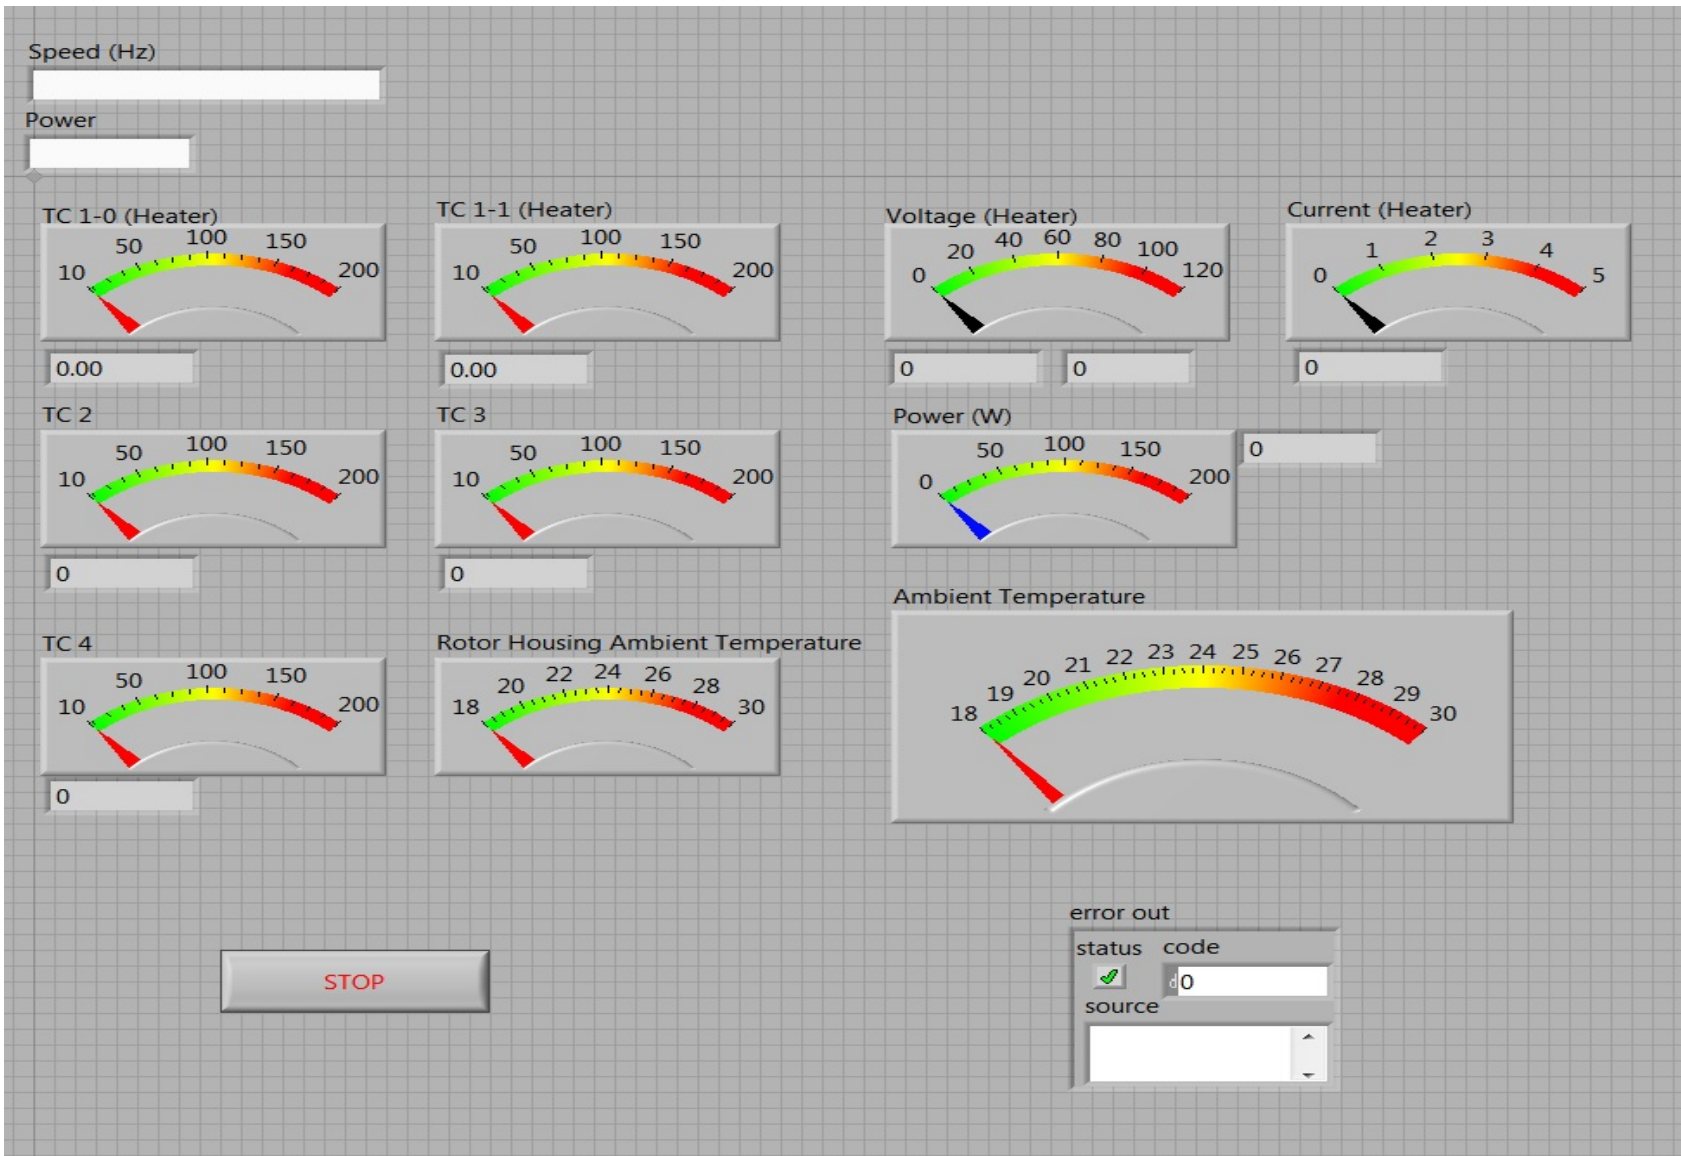 Speed (Hz)
Power
TC 1-0 (Heater)
10 50 100 150 200
0.00
TC 1-1 (Heater)
10 50 100 150 200
0.00
Voltage (Heater)
0 20 40 60 80 100 120
0 0
Current (Heater)
0 1 2 3 4 5
0
TC 2
10 50 100 150 200
0
TC 3
10 50 100 150 200
0
Power (W)
0 50 100 150 200
0
TC 4
10 50 100 150 200
0
Rotor Housing Ambient Temperature
18 20 22 24 26 28 30
Ambient Temperature
18 19 20 21 22 23 24 25 26 27 28 29 30
STOP
error out
status code
d 0
source